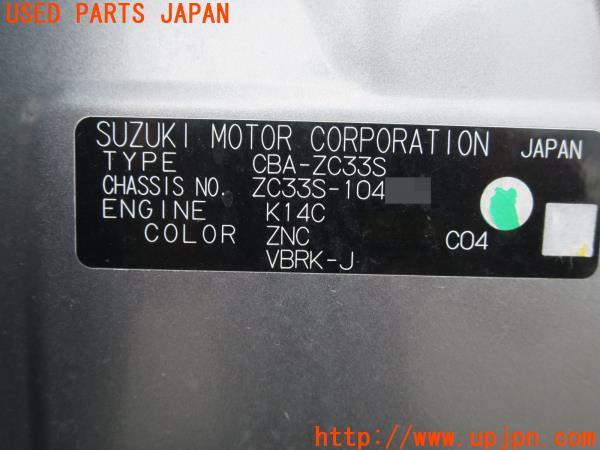 USED PARTS JAPAN
SUZUKI MOTOR CORPORATION JAPAN
TYPE CBA-ZC33S
CHASSIS NO. ZC33S-104
ENGINE K14C
COLOR ZNC C04
VBRK-J
http://www.upjpn.com/